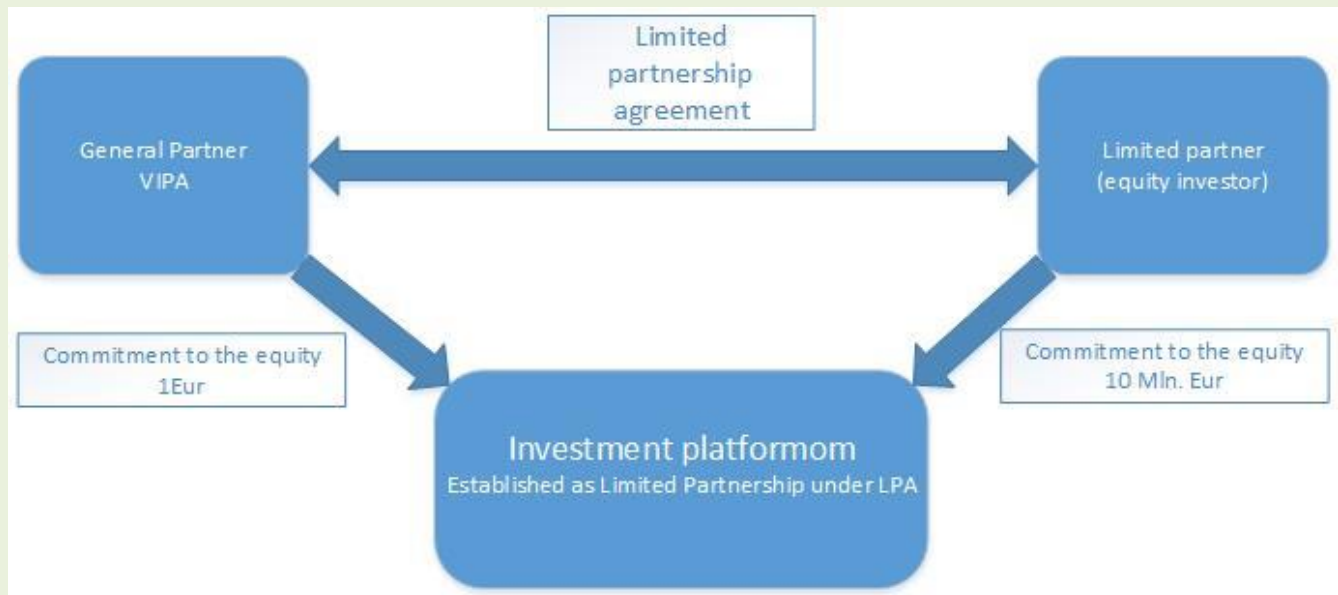 Limited
partnership
agreement
General Partner
VIPA
Limited partner
(equity investor)
Commitment to the equity
1Eur
Commitment to the equity
10 Mln. Eur
Investment platformom
Established as Limited Partnership under LPA